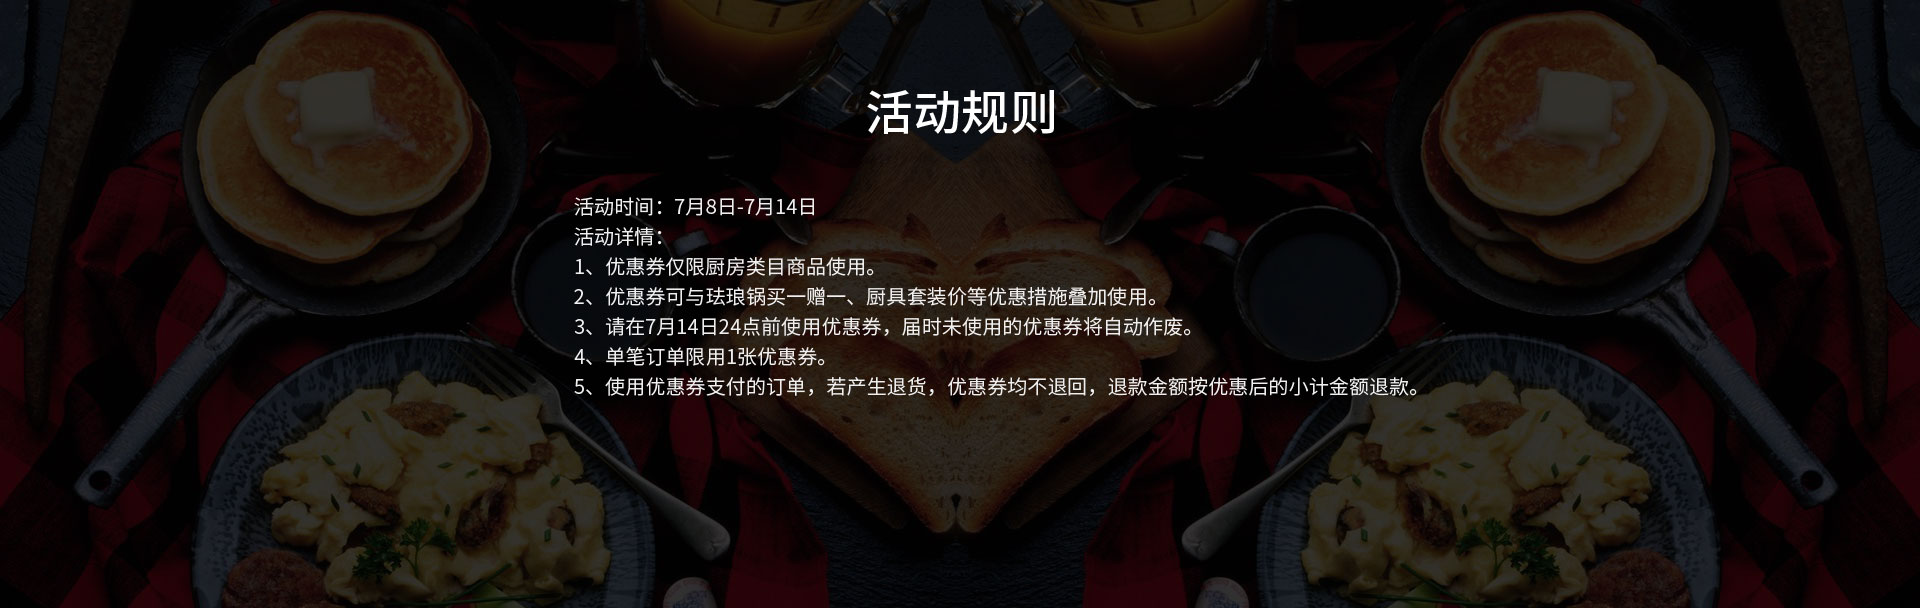 活动规则
活动时间：7月8日-7月14日
活动详情：
1、优惠券仅限厨房类目商品使用。
2、优惠券可与珐琅锅买一赠一、厨具套装价等优惠措施叠加使用。
3、请在7月14日24点前使用优惠券，届时未使用的优惠券将自动作废。
4、单笔订单限用1张优惠券。
5、使用优惠券支付的订单，若产生退货，优惠券均不退回，退款金额按优惠后的小计金额退款。